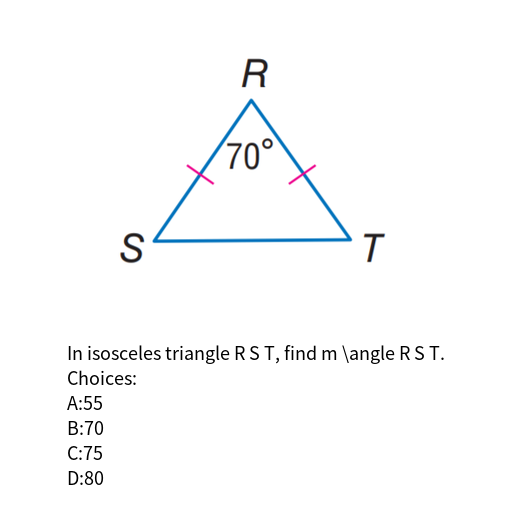 R
70°
S
T
In isosceles triangle R S T, find m \angle R S T.
Choices:
A:55
B:70
C:75
D:80